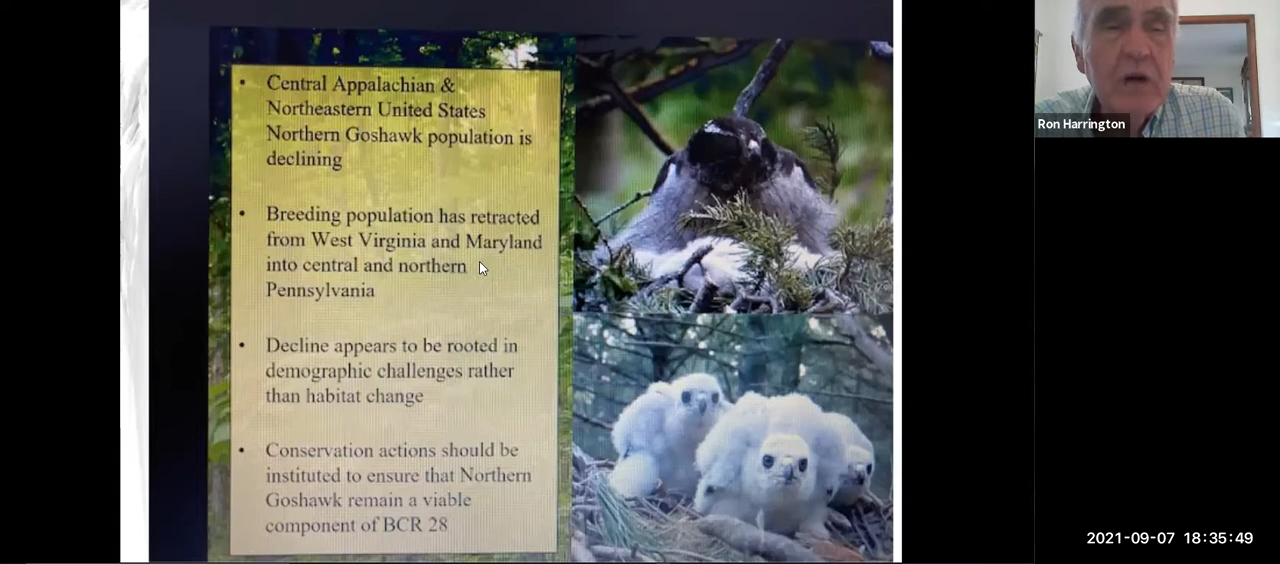 • Central Appalachian &
Northeastern United States
Northern Goshawk population is
declining
• Breeding population has retracted
from West Virginia and Maryland
into central and northern
Pennsylvania
• Decline appears to be rooted in
demographic challenges rather
than habitat change
• Conservation actions should be
instituted to ensure that Northern
Goshawk remain a viable
component of BCR 28
Ron Harrington
2021-09-07 18:35:49